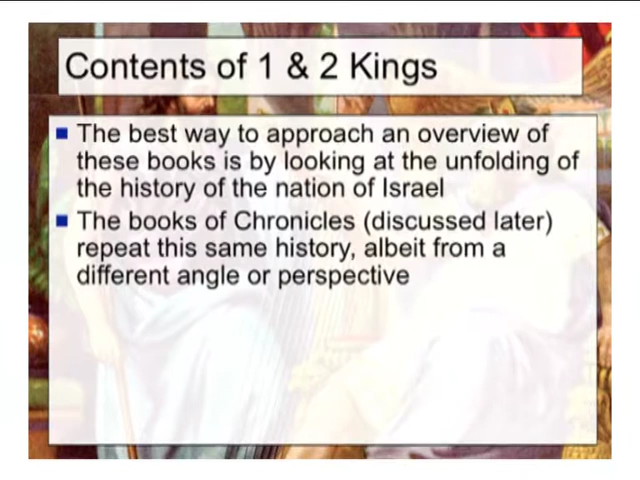 Contents of 1 & 2 Kings
The best way to approach an overview of
these books is by looking at the unfolding of
the history of the nation of Israel
The books of Chronicles (discussed later)
repeat this same history, albeit from a
different angle or perspective